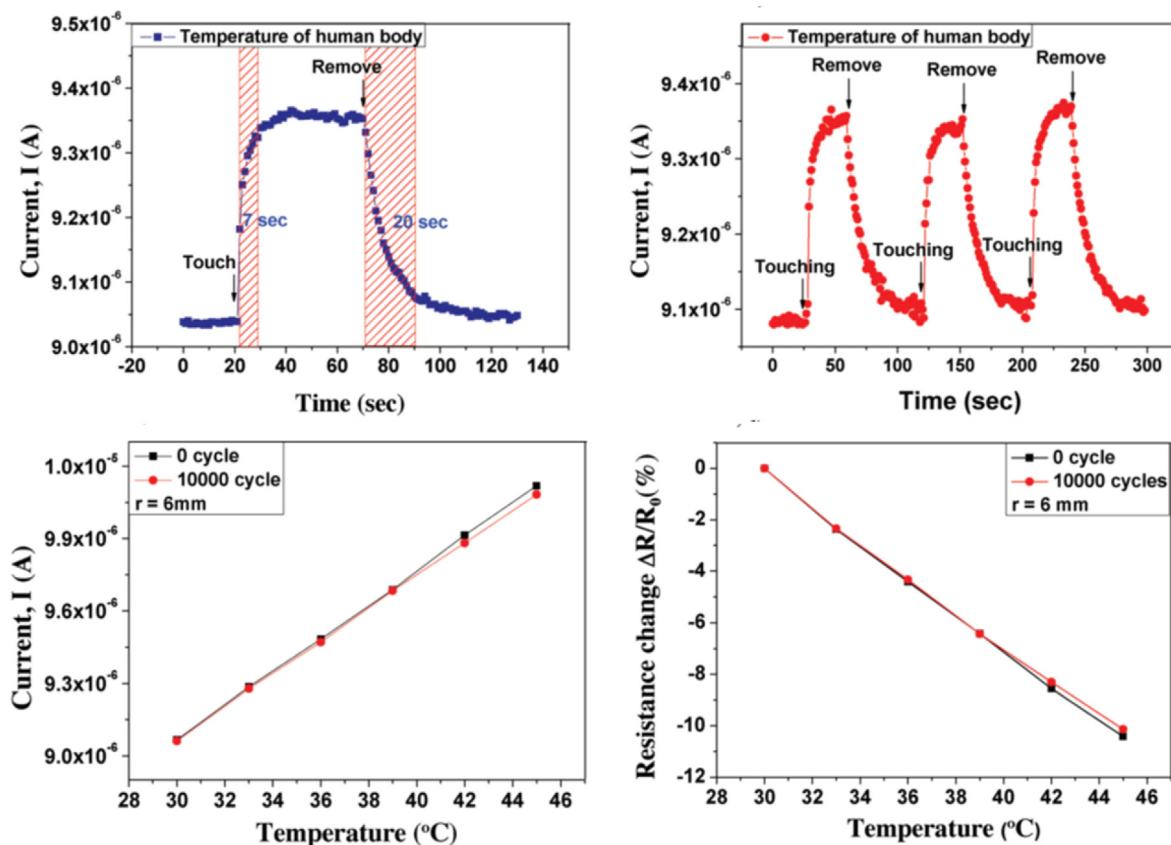 9.5x10⁻⁶
9.4x10⁻⁶
9.3x10⁻⁶
9.2x10⁻⁶
9.1x10⁻⁶
9.0x10⁻⁶
Current, I (A)
Temperature of human body
Remove
7 sec
20 sec
Touch
-20 0 20 40 60 80 100 120 140
Time (sec)
9.4x10⁻⁶
9.3x10⁻⁶
9.2x10⁻⁶
9.1x10⁻⁶
Current, I (A)
Temperature of human body
Remove Remove Remove
Touching Touching Touching
0 50 100 150 200 250 300
Time (sec)
1.0x10⁻⁵
9.9x10⁻⁶
9.6x10⁻⁶
9.3x10⁻⁶
9.0x10⁻⁶
Current, I (A)
0 cycle
10000 cycle
r = 6mm
28 30 32 34 36 38 40 42 44 46
Temperature (°C)
0
-2
-4
-6
-8
-10
-12
Resistance change ΔR/R₀(%)
0 cycle
10000 cycles
r = 6 mm
28 30 32 34 36 38 40 42 44 46
Temperature (°C)